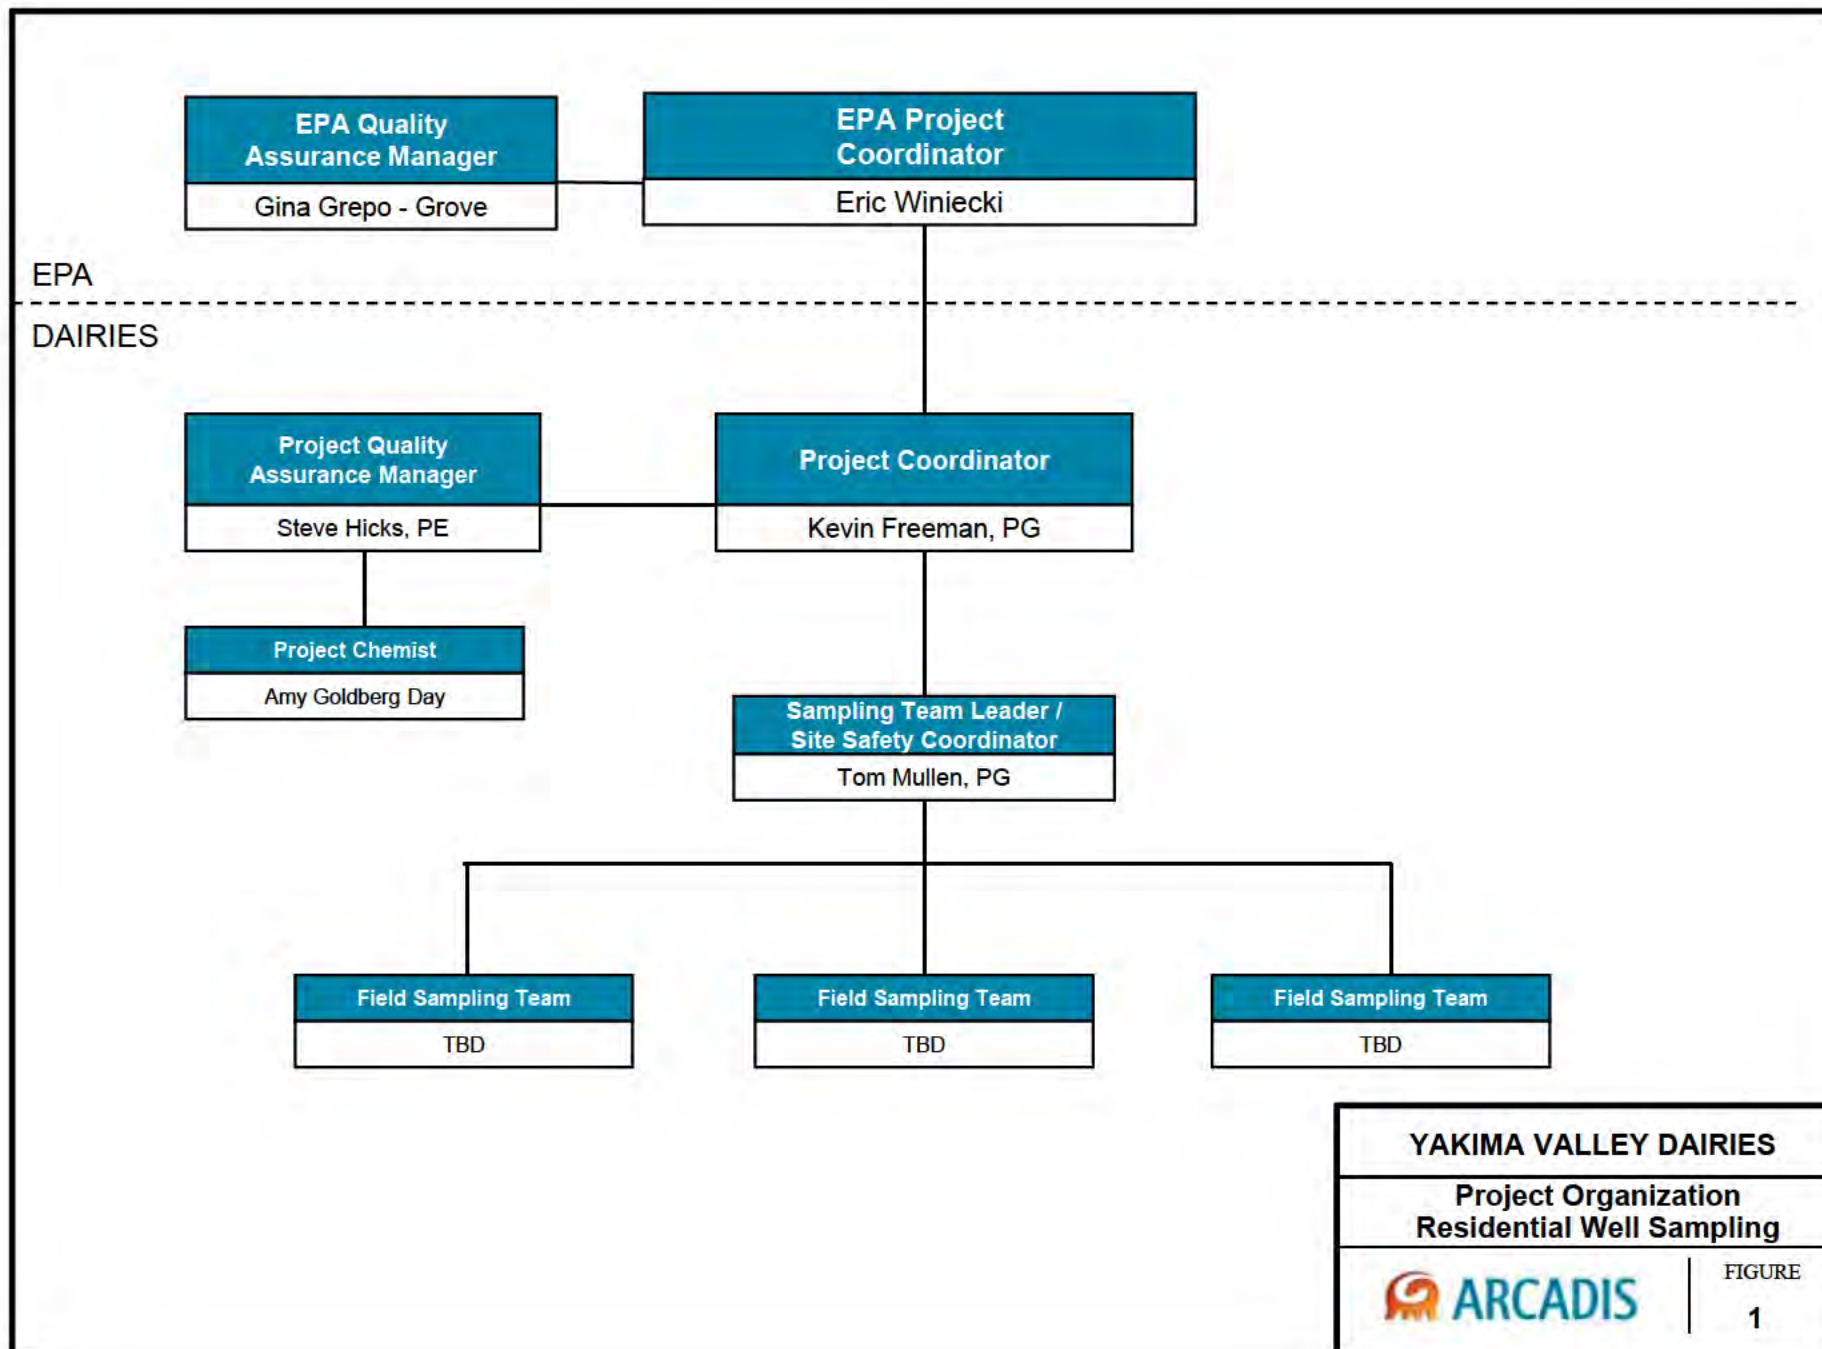 EPA Quality
Assurance Manager
Gina Grepo - Grove
EPA Project
Coordinator
Eric Winiecki
EPA
DAIRIES
Project Quality
Assurance Manager
Steve Hicks, PE
Project Coordinator
Kevin Freeman, PG
Project Chemist
Amy Goldberg Day
Sampling Team Leader /
Site Safety Coordinator
Tom Mullen, PG
Field Sampling Team
TBD
Field Sampling Team
TBD
Field Sampling Team
TBD
YAKIMA VALLEY DAIRIES
Project Organization
Residential Well Sampling
ARCADIS
FIGURE
1